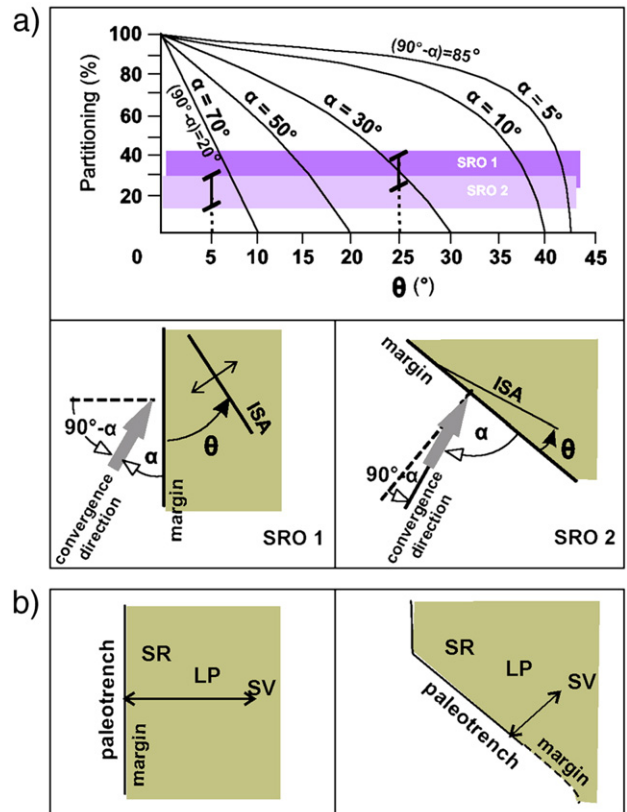 a)
Partitioning (%)
100
80
60
40
20
0
5
10
15
20
25
30
35
40
45
θ (°)
(90°-α)=85°
(90°-α)=20°
α = 70°
α = 50°
α = 30°
α = 10°
α = 5°
SRO 1
SRO 2
90°-α
α
convergence
direction
margin
θ
ISA
SRO 1
margin
ISA
α
θ
90°-α
convergence
direction
SRO 2
b)
paleotrench
margin
SR
LP
SV
SR
LP
SV
paleotrench
margin